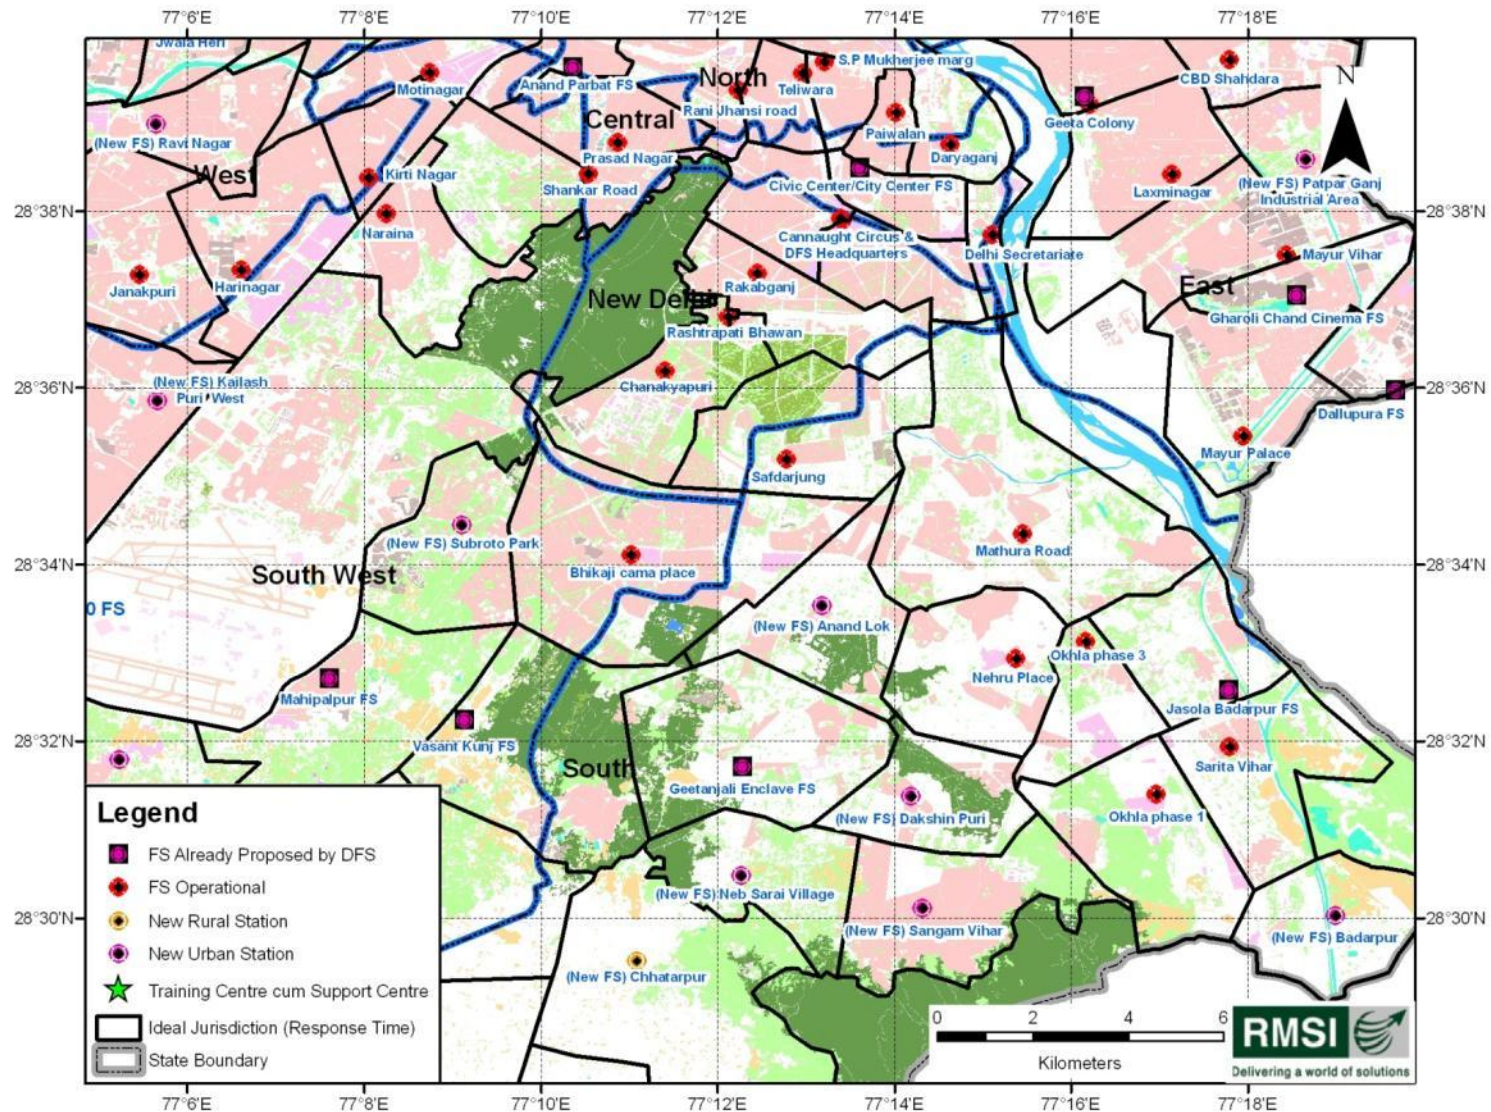 77°6'E 77°8'E 77°10'E 77°12'E 77°14'E 77°16'E 77°18'E
Jwala Heri
S.P Mukherjee marg
North
Motinagar
Anand Parbat FS
Teliwara
CBD Shahdara
N
Rani Jhansi road
Central
Geeta Colony
(New FS) Ravi Nagar
Prasad Nagar
Paiwalan
Daryaganj
West
Kirti Nagar
Shankar Road
Civic Center/City Center FS
Laxminagar
(New FS) Patpar Ganj
Industrial Area
28°38'N
28°38'N
Naraina
Cannaught Circus &
DFS Headquarters
Delhi Secretariate
Mayur Vihar
Janakpuri
Harinagar
Rakabganj
East
New Delhi
Gharoli Chand Cinema FS
Rashtrapati Bhawan
(New FS) Kailash
Puri West
Chanakyapuri
28°36'N
28°36'N
Dallupura FS
Mayur Palace
Safdarjung
(New FS) Subroto Park
Mathura Road
28°34'N
28°34'N
South West
Bhikaji cama place
0 FS
(New FS) Anand Lok
Okhla phase 3
Nehru Place
Mahipalpur FS
Jasola Badarpur FS
28°32'N
28°32'N
Vasant Kunj FS
South
Sarita Vihar
Geetanjali Enclave FS
(New FS) Dakshin Puri
Okhla phase 1
(New FS) Neb Sarai Village
28°30'N
28°30'N
(New FS) Sangam Vihar
(New FS) Badarpur
(New FS) Chhatarpur
Legend
FS Already Proposed by DFS
FS Operational
New Rural Station
New Urban Station
Training Centre cum Support Centre
Ideal Jurisdiction (Response Time)
State Boundary
0 2 4 6
Kilometers
RMSI
Delivering a world of solutions
77°6'E 77°8'E 77°10'E 77°12'E 77°14'E 77°16'E 77°18'E